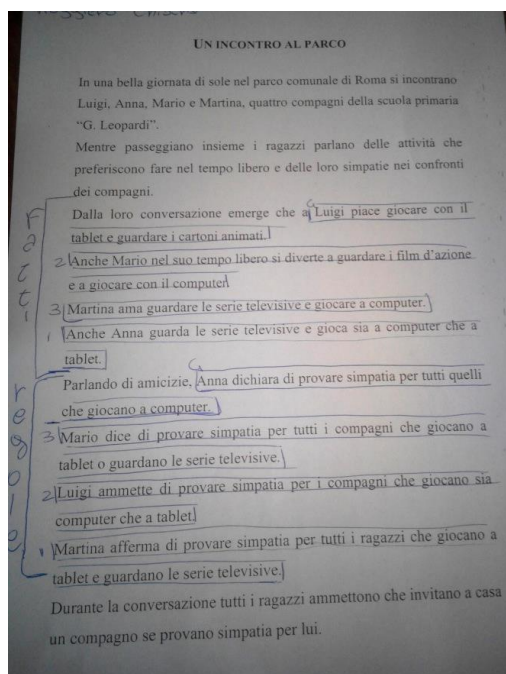 UN INCONTRO AL PARCO
In una bella giornata di sole nel parco comunale di Roma si incontrano
Luigi, Anna, Mario e Martina, quattro compagni della scuola primaria
“G. Leopardi”.
Mentre passeggiano insieme i ragazzi parlano delle attività che
preferiscono fare nel tempo libero e delle loro simpatie nei confronti
dei compagni.
Fatti
Dalla loro conversazione emerge che a Luigi piace giocare con il
tablet e guardare i cartoni animati.
2 Anche Mario nel suo tempo libero si diverte a guardare i film d’azione
e a giocare con il computer
3 Martina ama guardare le serie televisive e giocare a computer.
1 Anche Anna guarda le serie televisive e gioca sia a computer che a
tablet.
regole
Parlando di amicizie, Anna dichiara di provare simpatia per tutti quelli
che giocano a computer.
3 Mario dice di provare simpatia per tutti i compagni che giocano a
tablet o guardano le serie televisive.
2 Luigi ammette di provare simpatia per i compagni che giocano sia
computer che a tablet
1 Martina afferma di provare simpatia per tutti i ragazzi che giocano a
tablet e guardano le serie televisive.
Durante la conversazione tutti i ragazzi ammettono che invitano a casa
un compagno se provano simpatia per lui.